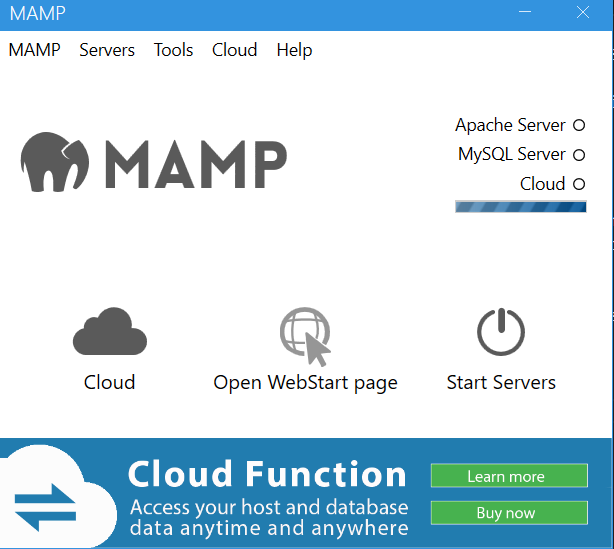 MAMP
MAMP Servers Tools Cloud Help
MAMP
Apache Server
MySQL Server
Cloud
Cloud
Open WebStart page
Start Servers
Cloud Function
Access your host and database
data anytime and anywhere
Learn more
Buy now